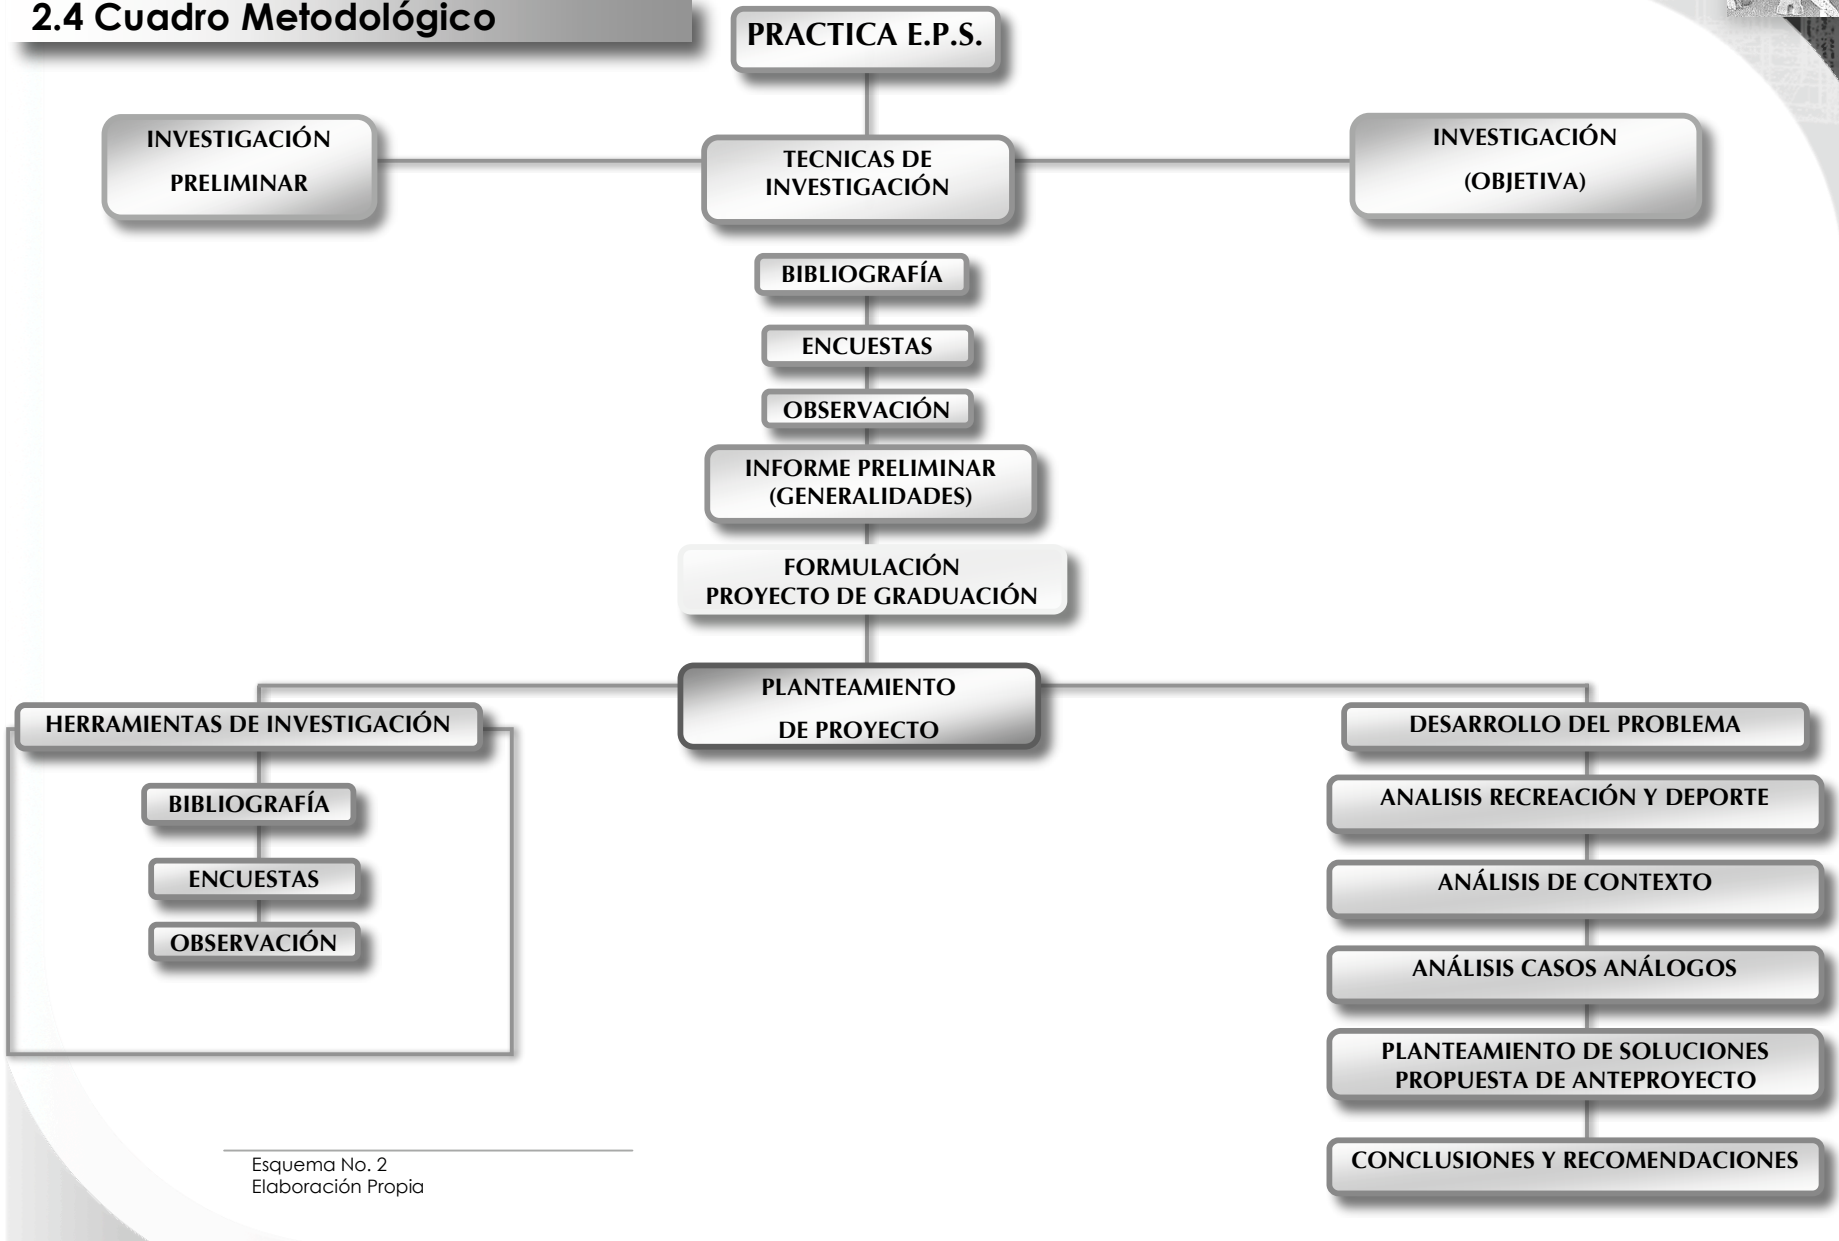 2.4 Cuadro Metodológico
PRACTICA E.P.S.
INVESTIGACIÓN
PRELIMINAR
TECNICAS DE
INVESTIGACIÓN
INVESTIGACIÓN
(OBJETIVA)
BIBLIOGRAFÍA
ENCUESTAS
OBSERVACIÓN
INFORME PRELIMINAR
(GENERALIDADES)
FORMULACIÓN
PROYECTO DE GRADUACIÓN
PLANTEAMIENTO
DE PROYECTO
HERRAMIENTAS DE INVESTIGACIÓN
BIBLIOGRAFÍA
ENCUESTAS
OBSERVACIÓN
DESARROLLO DEL PROBLEMA
ANALISIS RECREACIÓN Y DEPORTE
ANÁLISIS DE CONTEXTO
ANÁLISIS CASOS ANÁLOGOS
PLANTEAMIENTO DE SOLUCIONES
PROPUESTA DE ANTEPROYECTO
CONCLUSIONES Y RECOMENDACIONES
Esquema No. 2
Elaboración Propia